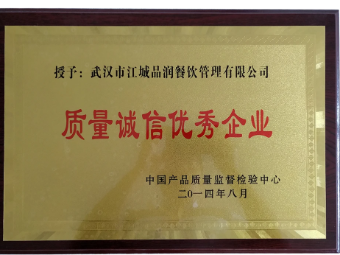 授予：武汉市江城品润餐饮管理有限公司
质量诚信优秀企业
中国产品质量监督检验中心
二〇一四年八月